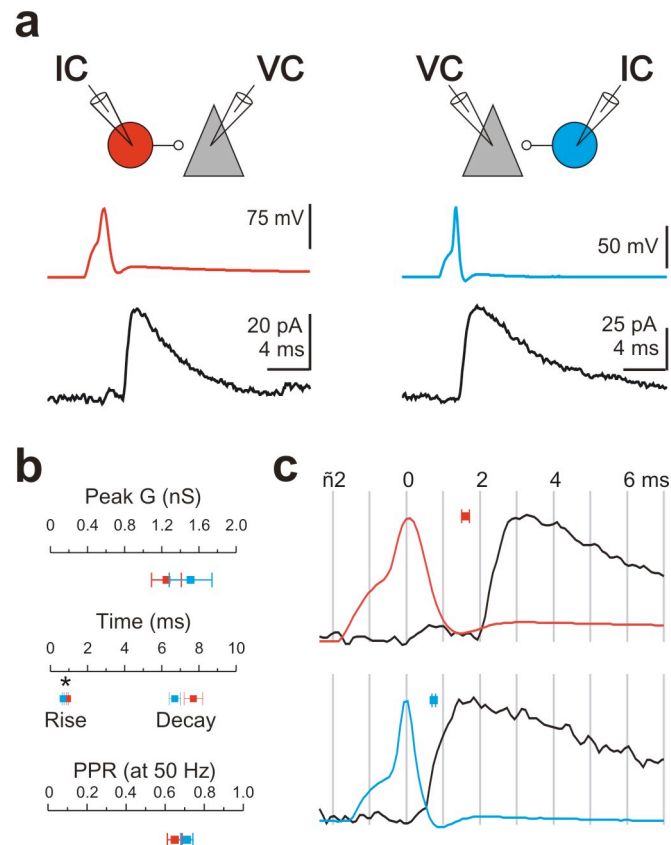 a
IC VC VC IC
75 mV 50 mV
20 pA 25 pA
4 ms 4 ms
b c
Peak G (nS)
0 0.4 0.8 1.2 1.6 2.0
Time (ms)
0 2 4 6 8 10
*
Rise Decay
PPR (at 50 Hz)
0 0.2 0.4 0.6 0.8 1.0
ñ2 0 2 4 6 ms